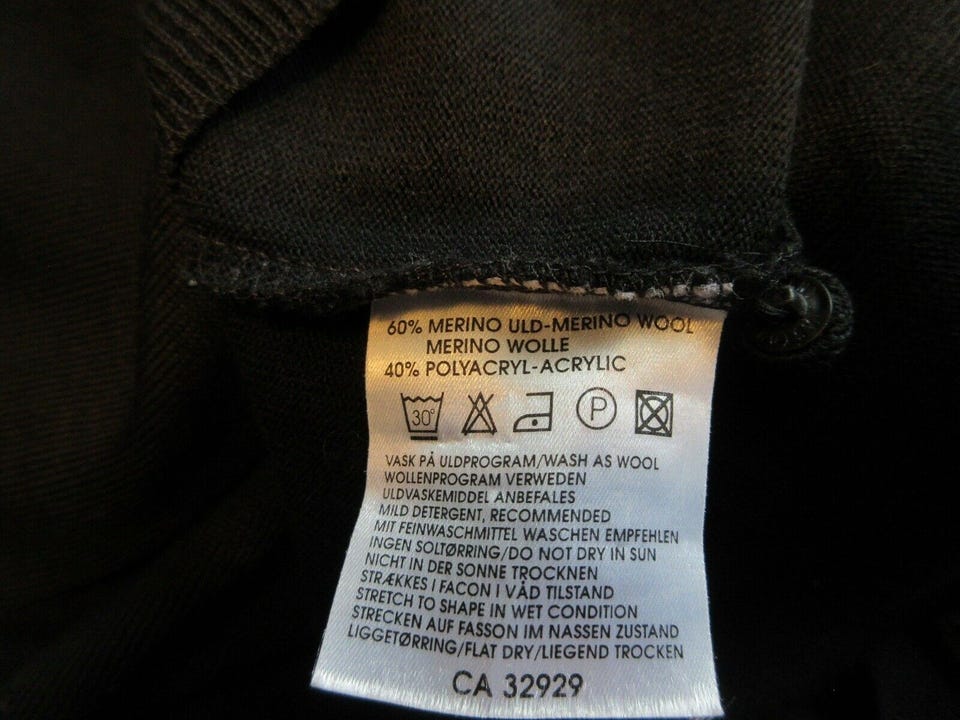 60% MERINO ULD-MERINO WOOL
MERINO WOLLE
40% POLYACRYL-ACRYLIC
30° P
VASK PÅ ULDPROGRAM/WASH AS WOOL
WOLLENPROGRAM VERWEDEN
ULDVASKEMIDDEL ANBEFALES
MILD DETERGENT, RECOMMENDED
MIT FEINWASCHMITTEL WASCHEN EMPFEHLEN
INGEN SOLTØRRING/DO NOT DRY IN SUN
NICHT IN DER SONNE TROCKNEN
STRÆKKES I FACON I VÅD TILSTAND
STRETCH TO SHAPE IN WET CONDITION
STRECKEN AUF FASSON IM NASSEN ZUSTAND
LIGGETØRRING/FLAT DRY/LIEGEND TROCKEN
CA 32929